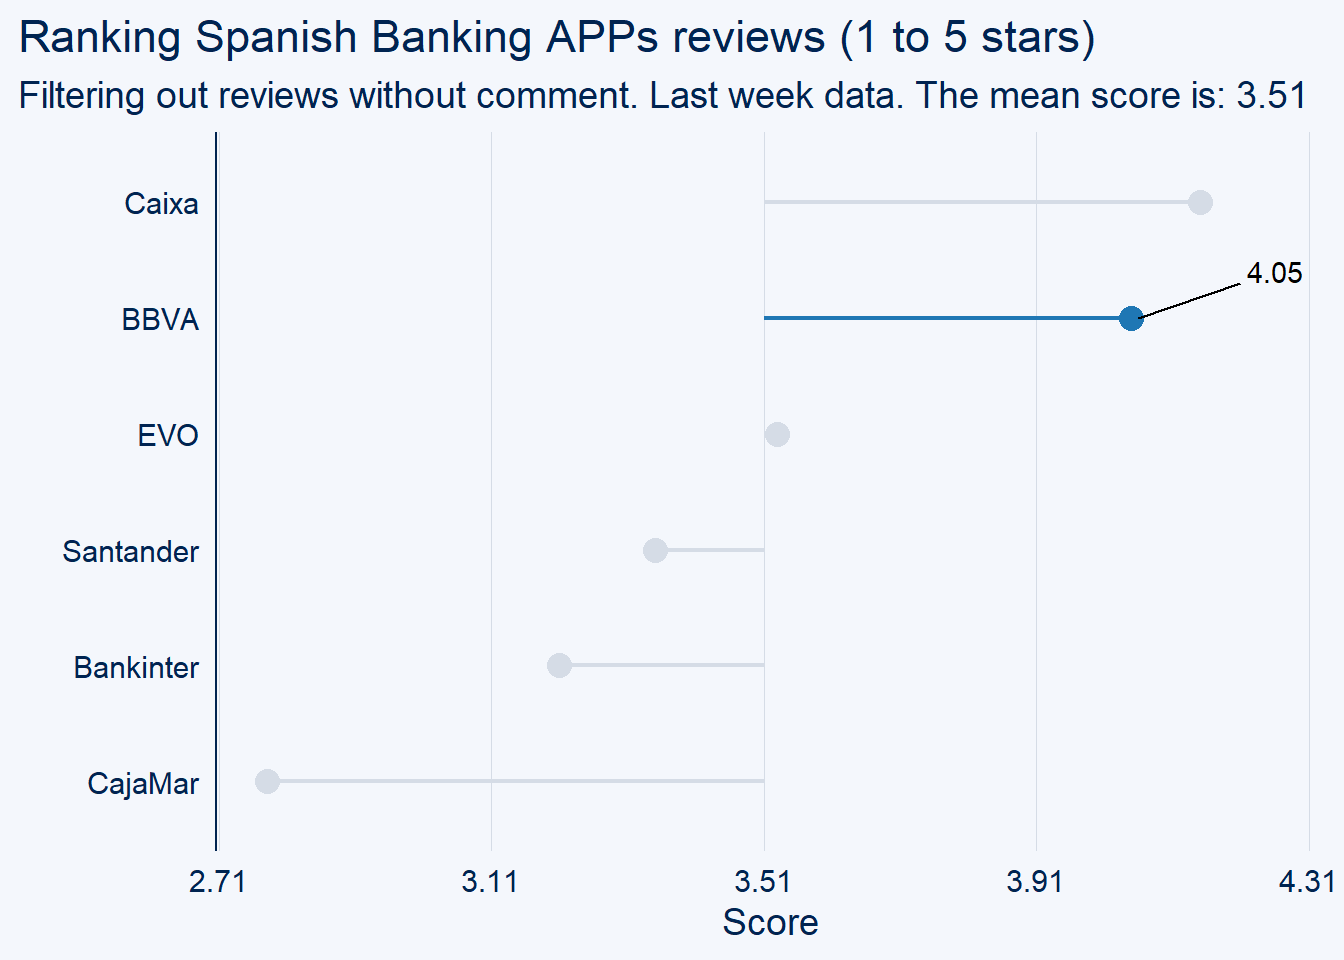 Ranking Spanish Banking APPs reviews (1 to 5 stars)
Filtering out reviews without comment. Last week data. The mean score is: 3.51
Caixa
4.05
BBVA
EVO
Santander
Bankinter
CajaMar
2.71 3.11 3.51 3.91 4.31
Score